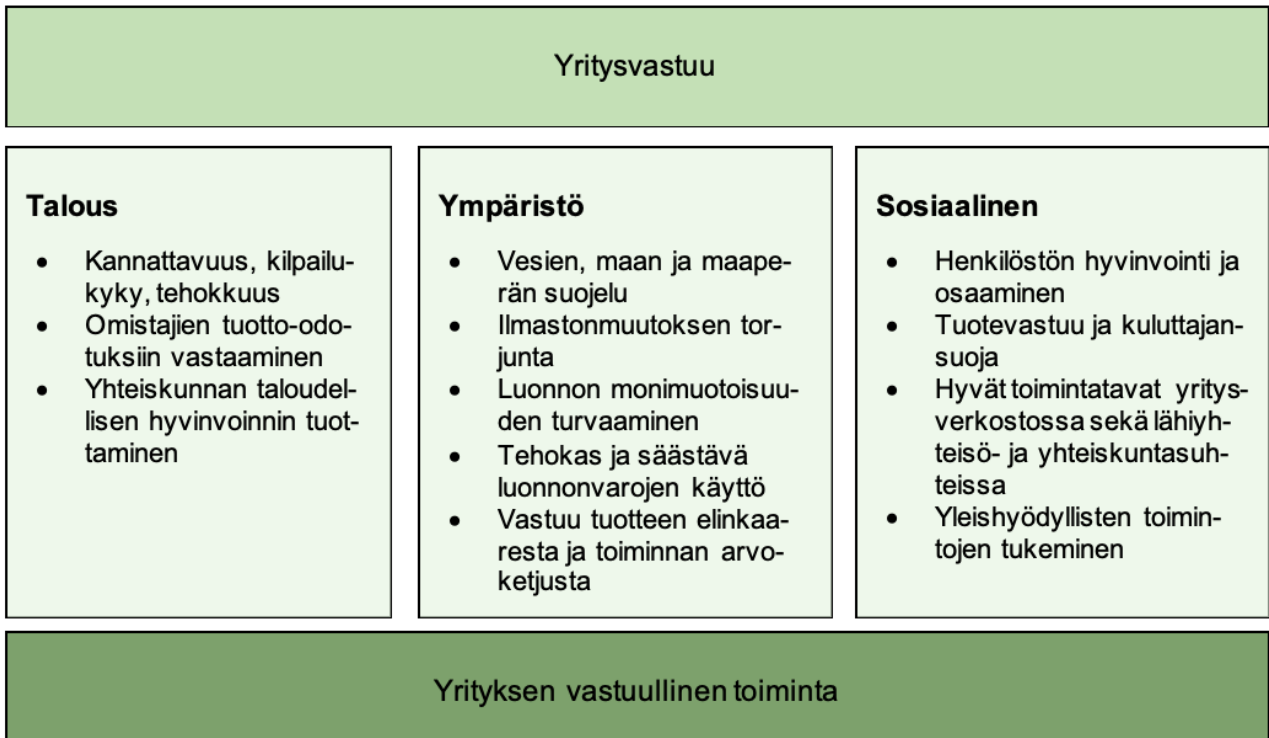 Yritysvastuu
Talous
• Kannattavuus, kilpailu-
kyky, tehokkuus
• Omistajien tuotto-odo-
tuksiin vastaaminen
• Yhteiskunnan taloudel-
lisen hyvinvoinnin tuot-
taminen
Ympäristö
• Vesien, maan ja maape-
rän suojelu
• Ilmastonmuutoksen tor-
junta
• Luonnon monimuotoisuu-
den turvaaminen
• Tehokas ja säästävä
luonnonvarojen käyttö
• Vastuu tuotteen elinkaa-
resta ja toiminnan arvo-
ketjusta
Sosiaalinen
• Henkilöstön hyvinvointi ja
osaaminen
• Tuotevastuu ja kuluttajan-
suoja
• Hyvät toimintatavat yritys-
verkostossa sekä lähiyh-
teisö- ja yhteiskuntasuh-
teissa
• Yleishyödyllisten toimin-
tojen tukeminen
Yrityksen vastuullinen toiminta